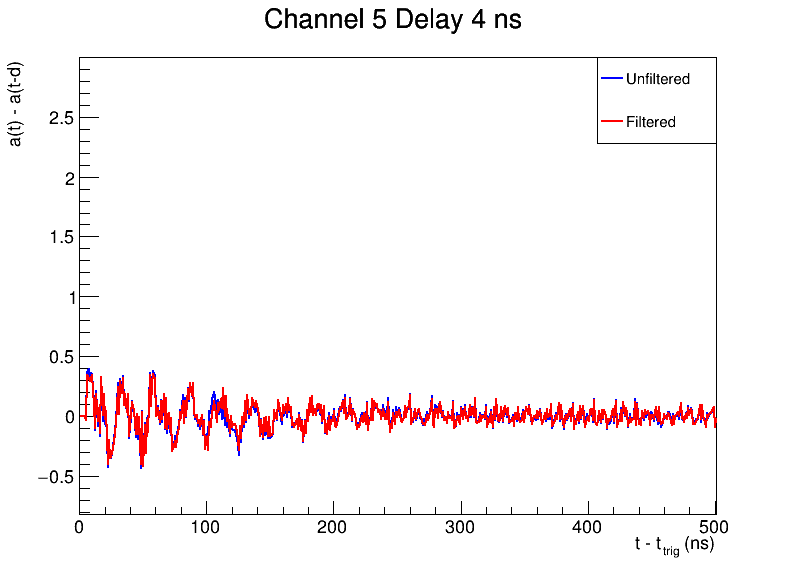 Channel 5 Delay 4 ns
a(t) - a(t-d)
Unfiltered
Filtered
2.5
2
1.5
1
0.5
0
−0.5
0 100 200 300 400 500
t - t_trig (ns)